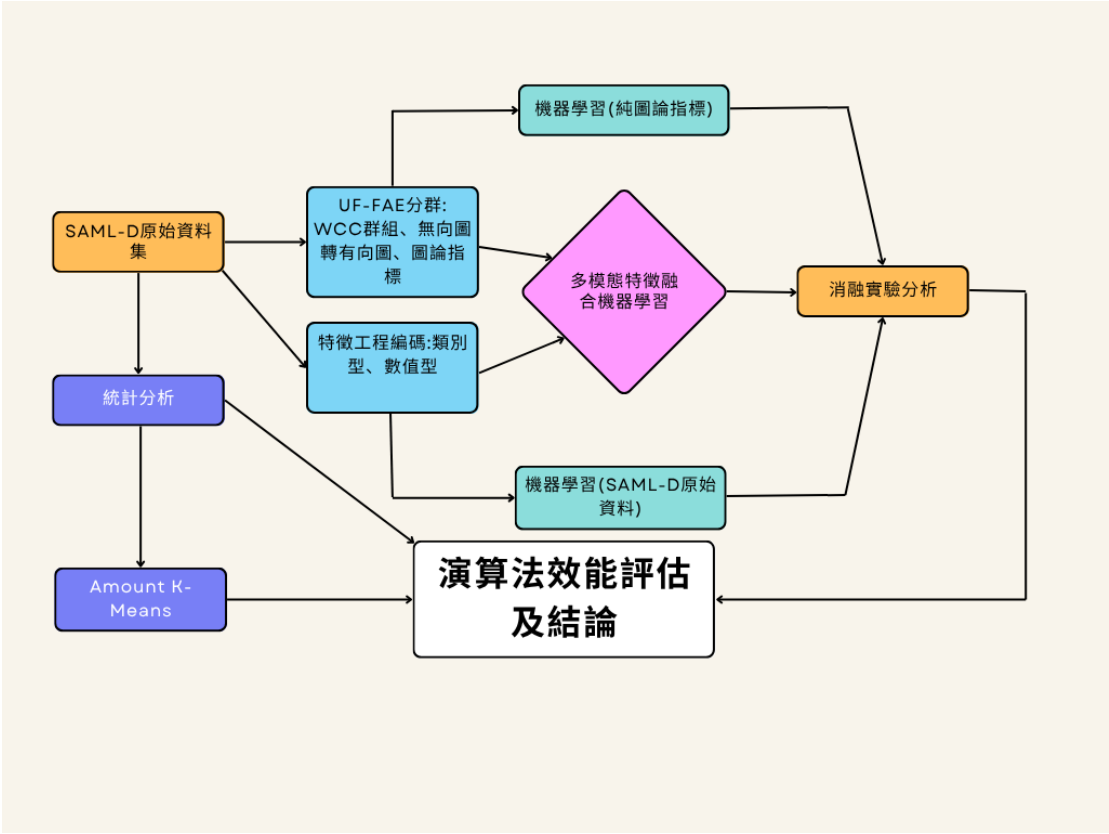 機器學習(純圖論指標)
UF-FAE分群:
WCC群組、無向圖
轉有向圖、圖論指
標
SAML-D原始資料
集
多模態特徵融
合機器學習
消融實驗分析
特徵工程編碼:類別
型、數值型
統計分析
機器學習(SAML-D原始
資料)
演算法效能評估
及結論
Amount K-
Means